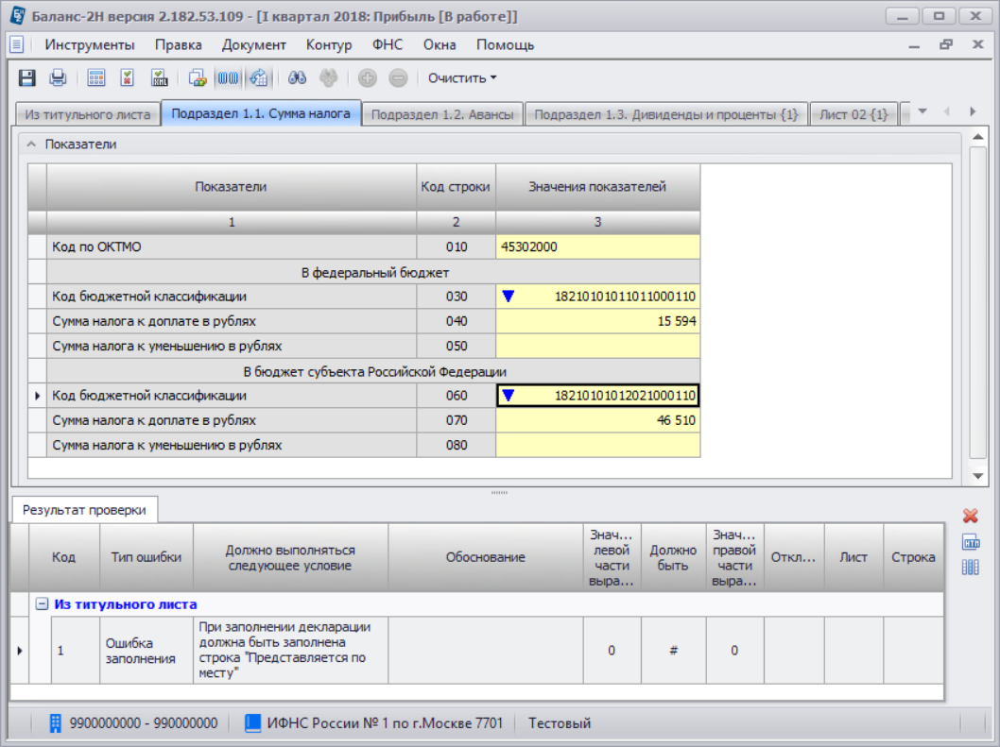 Баланс-2Н версия 2.182.53.109 - [I квартал 2018: Прибыль [В работе]]
Инструменты Правка Документ Контур ФНС Окна Помощь
Очистить
Из титульного листа Подраздел 1.1. Сумма налога Подраздел 1.2. Авансы Подраздел 1.3. Дивиденды и проценты {1} Лист 02 {1}
Показатели
Показатели Код строки Значения показателей
1 2 3
Код по ОКТМО 010 45302000
В федеральный бюджет
Код бюджетной классификации 030 18210101011011000110
Сумма налога к доплате в рублях 040 15 594
Сумма налога к уменьшению в рублях 050
В бюджет субъекта Российской Федерации
Код бюджетной классификации 060 18210101012021000110
Сумма налога к доплате в рублях 070 46 510
Сумма налога к уменьшению в рублях 080
Результат проверки
Код
Тип ошибки
Должно выполняться
следующее условие
Обоснование
Знач...
левой
части
выра...
Должно
быть
Знач...
правой
части
выра...
Откл...
Лист
Строка
Из титульного листа
1
Ошибка
заполнения
При заполнении декларации
должна быть заполнена
строка "Представляется по
месту"
0 # 0
9900000000 - 990000000 ИФНС России № 1 по г.Москве 7701 Тестовый